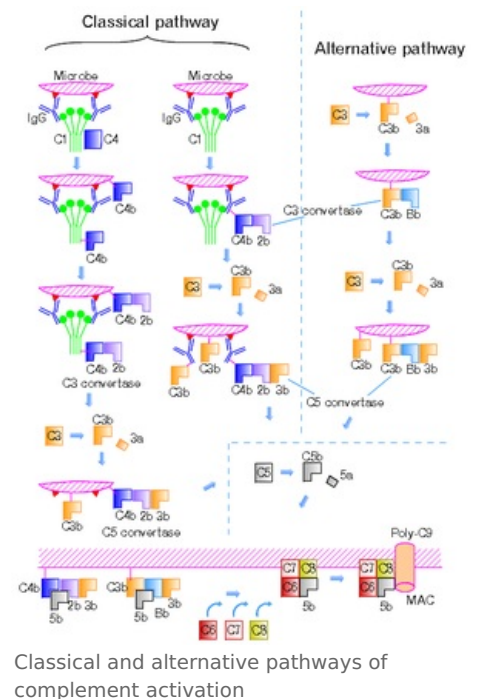 Classical pathway
Alternative pathway
Microbe
Microbe
IgG
IgG
C1
C4
C1
C3
C3b
3a
C4b
C4b
C3 convertase
C4b 2b
C3b Bb
C3
C3b
3a
C3
C3b
3a
C4b 2b
C4b 2b
C3 convertase
C3b
C3b
C4b 2b 3b
C3b
C3b Bb 3b
C5 convertase
C3
C3b
3a
C5
C5b
5a
C3b
C4b 2b 3b
C5 convertase
Poly-C9
C4b
2b 3b
5b
C3b
3b
Bb
5b
C7 C8
C6
5b
C7 C8
C6
5b
MAC
C6 C7 C8
Classical and alternative pathways of
complement activation